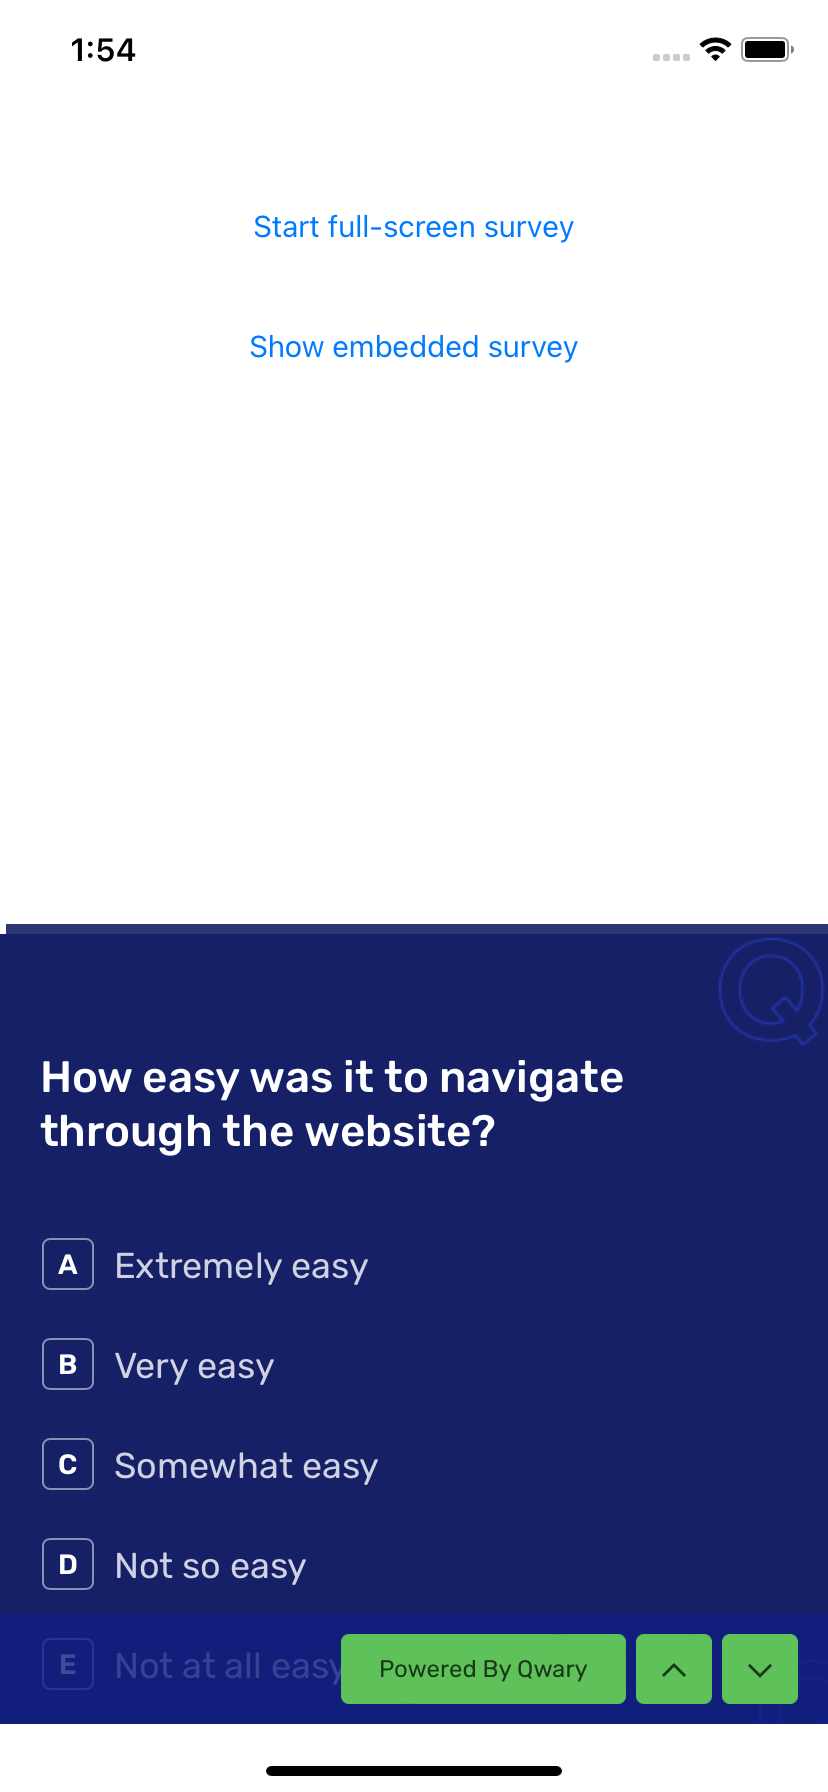 1:54
Start full-screen survey
Show embedded survey
How easy was it to navigate
through the website?
A Extremely easy
B Very easy
C Somewhat easy
D Not so easy
E Not at all easy
Powered By Qwary